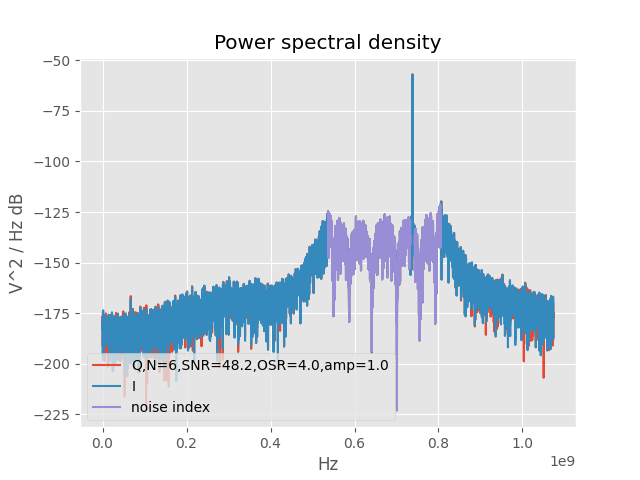 Power spectral density
V^2 / Hz dB
−50
−75
−100
−125
−150
−175
−200
−225
Q,N=6,SNR=48.2,OSR=4.0,amp=1.0
I
noise index
0.0 0.2 0.4 0.6 0.8 1.0
1e9
Hz